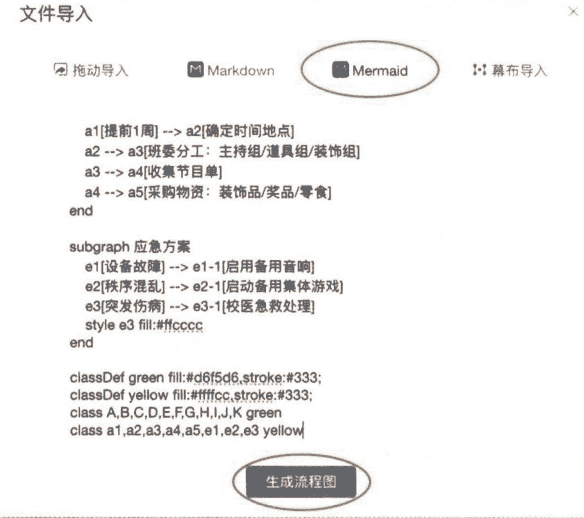 文件导入
拖动导入 Markdown Mermaid 幕布导入
a1[提前1周] --> a2[确定时间地点]
a2 --> a3[班委分工：主持组/道具组/装饰组]
a3 --> a4[收集节目单]
a4 --> a5[采购物资：装饰品/奖品/零食]
end
subgraph 应急方案
e1[设备故障] --> e1-1[启用备用音响]
e2[秩序混乱] --> e2-1[启动备用集体游戏]
e3[突发伤病] --> e3-1[校医急救处理]
style e3 fill:#ffcccc
end
classDef green fill:#d6f5d6,stroke:#333;
classDef yellow fill:#ffffcc,stroke:#333;
class A,B,C,D,E,F,G,H,I,J,K green
class a1,a2,a3,a4,a5,e1,e2,e3 yellow
生成流程图